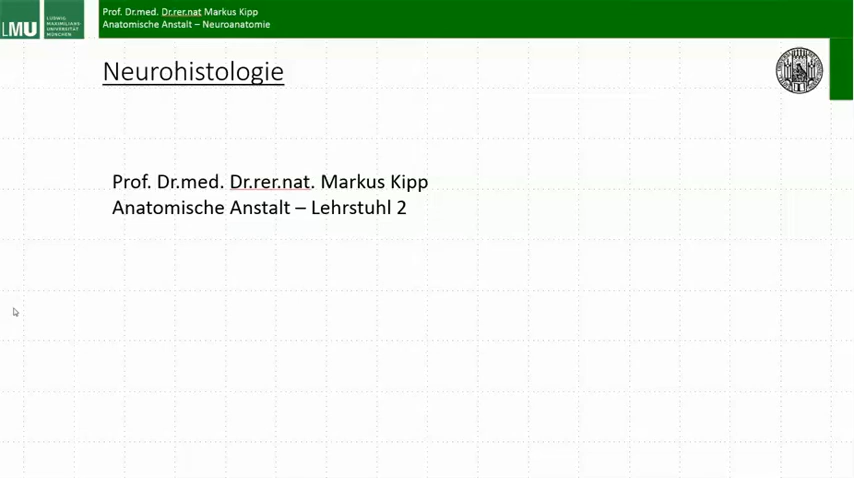 LMU
LUDWIG-
MAXIMILIANS-
UNIVERSITÄT
MÜNCHEN
Prof. Dr.med. Dr.rer.nat Markus Kipp
Anatomische Anstalt – Neuroanatomie
Neurohistologie
Prof. Dr.med. Dr.rer.nat. Markus Kipp
Anatomische Anstalt – Lehrstuhl 2